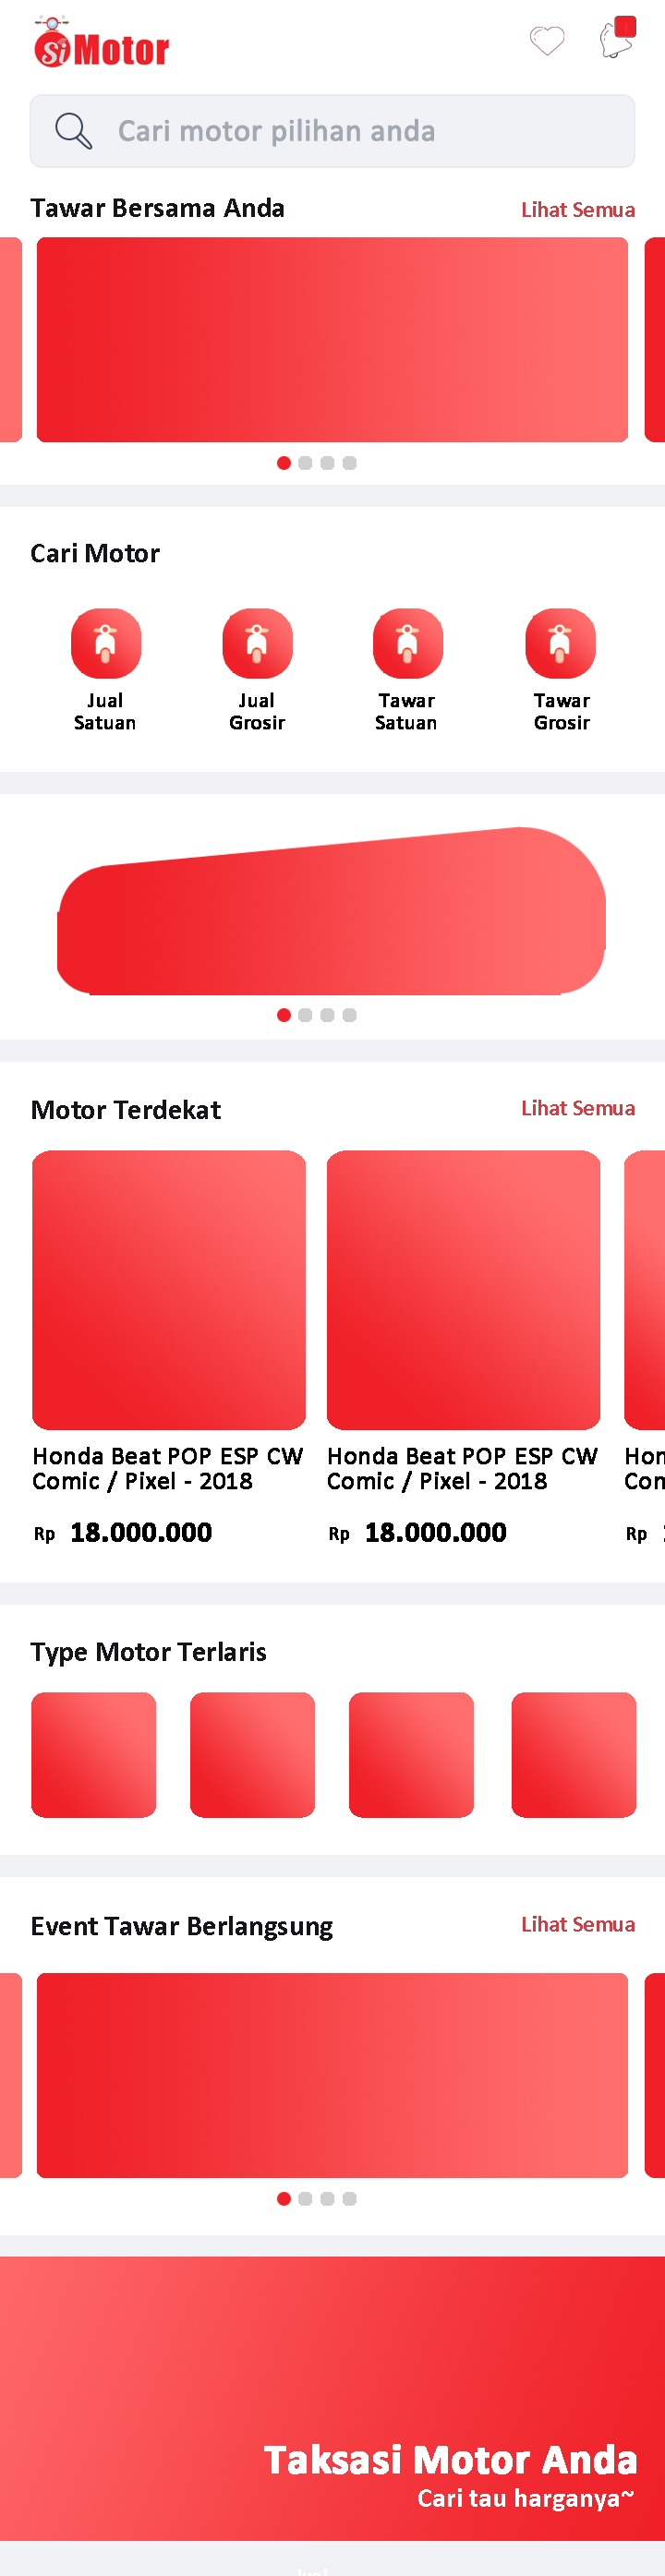 Si Motor
Cari motor pilihan anda
Tawar Bersama Anda
Lihat Semua
Cari Motor
Jual
Satuan
Jual
Grosir
Tawar
Satuan
Tawar
Grosir
Motor Terdekat
Lihat Semua
Honda Beat POP ESP CW
Comic / Pixel - 2018
Rp 18.000.000
Honda Beat POP ESP CW
Comic / Pixel - 2018
Rp 18.000.000
Hon
Com
Rp
Type Motor Terlaris
Event Tawar Berlangsung
Lihat Semua
Taksasi Motor Anda
Cari tau harganya~